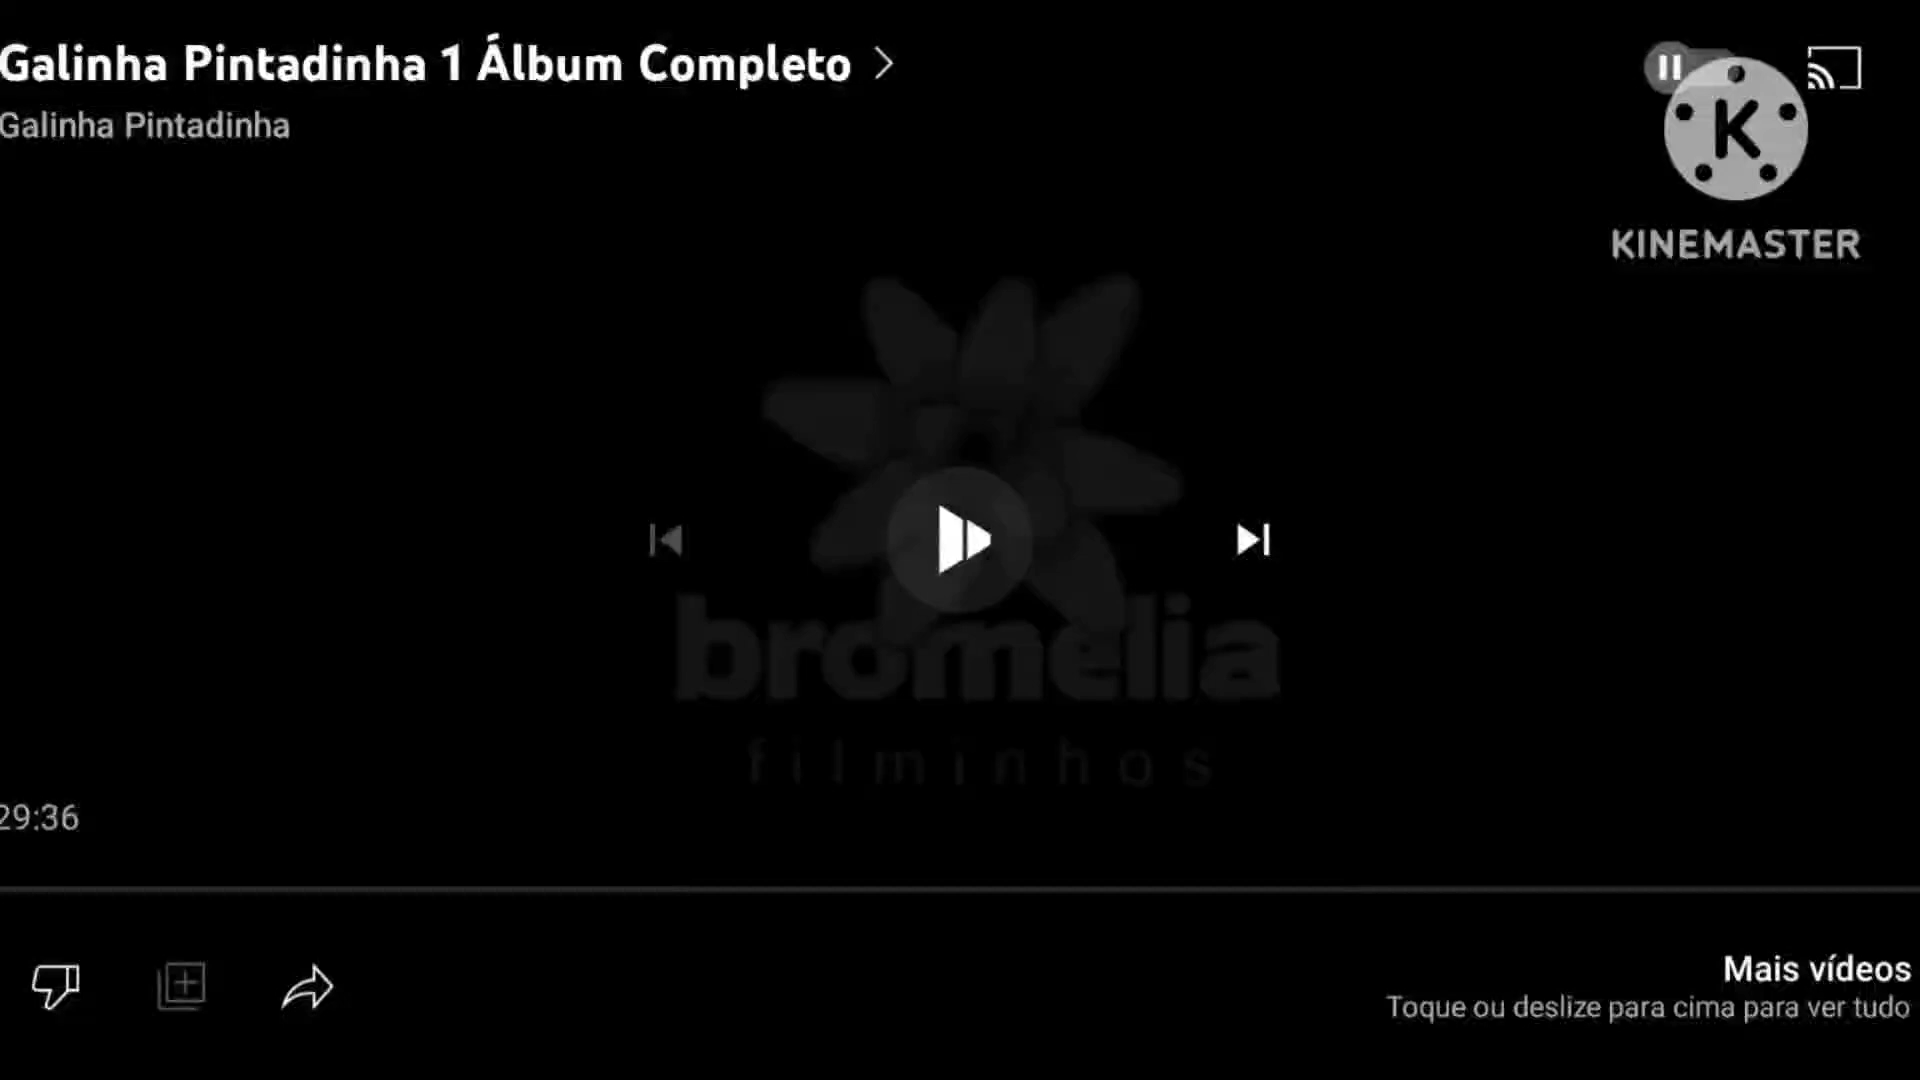 Galinha Pintadinha 1 Álbum Completo
Galinha Pintadinha
K
KINEMASTER
bromelia
filminhos
29:36
Mais vídeos
Toque ou deslize para cima para ver tudo